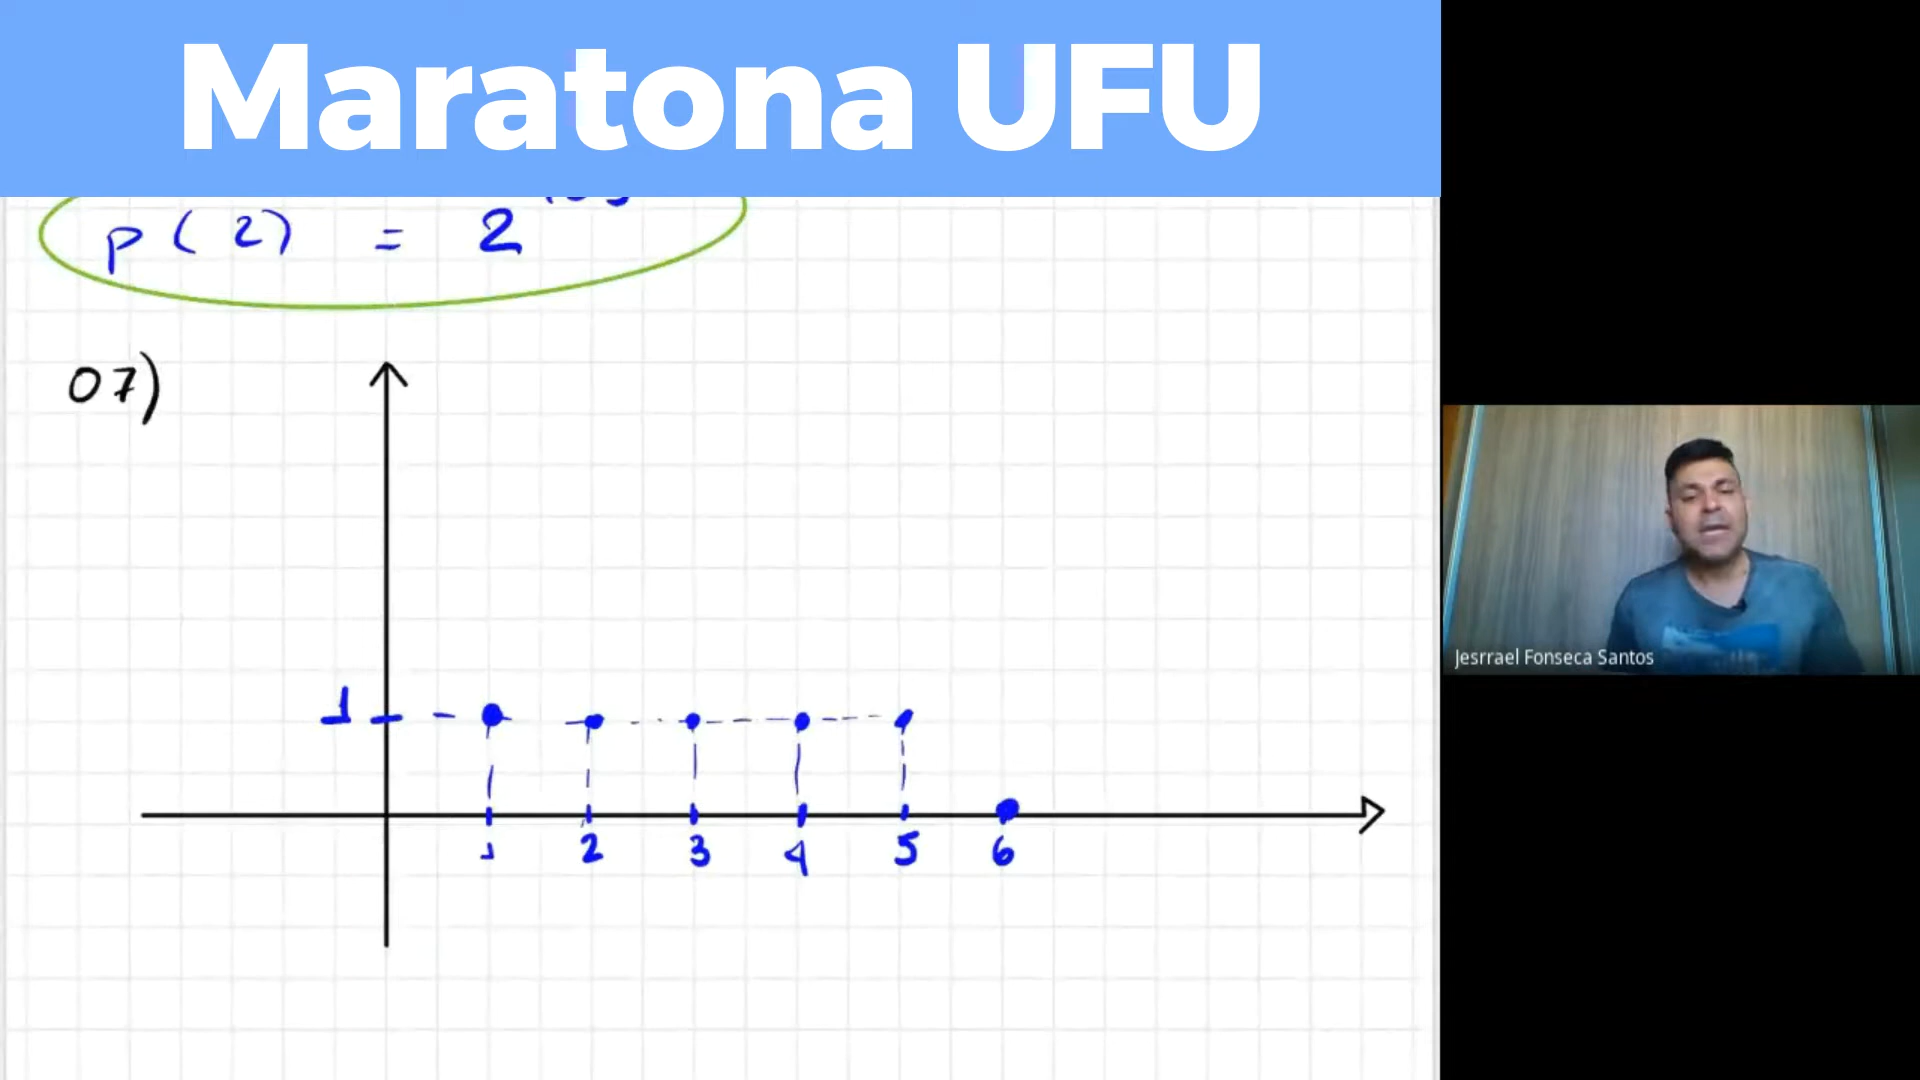 Maratona UFU
p(2) = 2
07)
1
1 2 3 4 5 6
Jesrrael Fonseca Santos